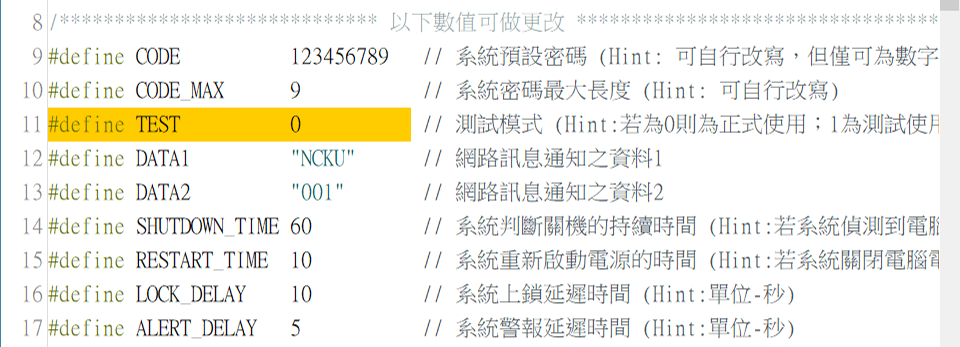 8 /***************************** 以下數值可做更改 *********************************
9 #define CODE 123456789 // 系統預設密碼 (Hint: 可自行改寫，但僅可為數字
10 #define CODE_MAX 9 // 系統密碼最大長度 (Hint: 可自行改寫)
11 #define TEST 0 // 測試模式 (Hint:若為0則為正式使用；1為測試使用
12 #define DATA1 "NCKU" // 網路訊息通知之資料1
13 #define DATA2 "001" // 網路訊息通知之資料2
14 #define SHUTDOWN_TIME 60 // 系統判斷關機的持續時間 (Hint:若系統偵測到電腦
15 #define RESTART_TIME 10 // 系統重新啟動電源的時間 (Hint:若系統關閉電腦電
16 #define LOCK_DELAY 10 // 系統上鎖延遲時間 (Hint:單位-秒)
17 #define ALERT_DELAY 5 // 系統警報延遲時間 (Hint:單位-秒)